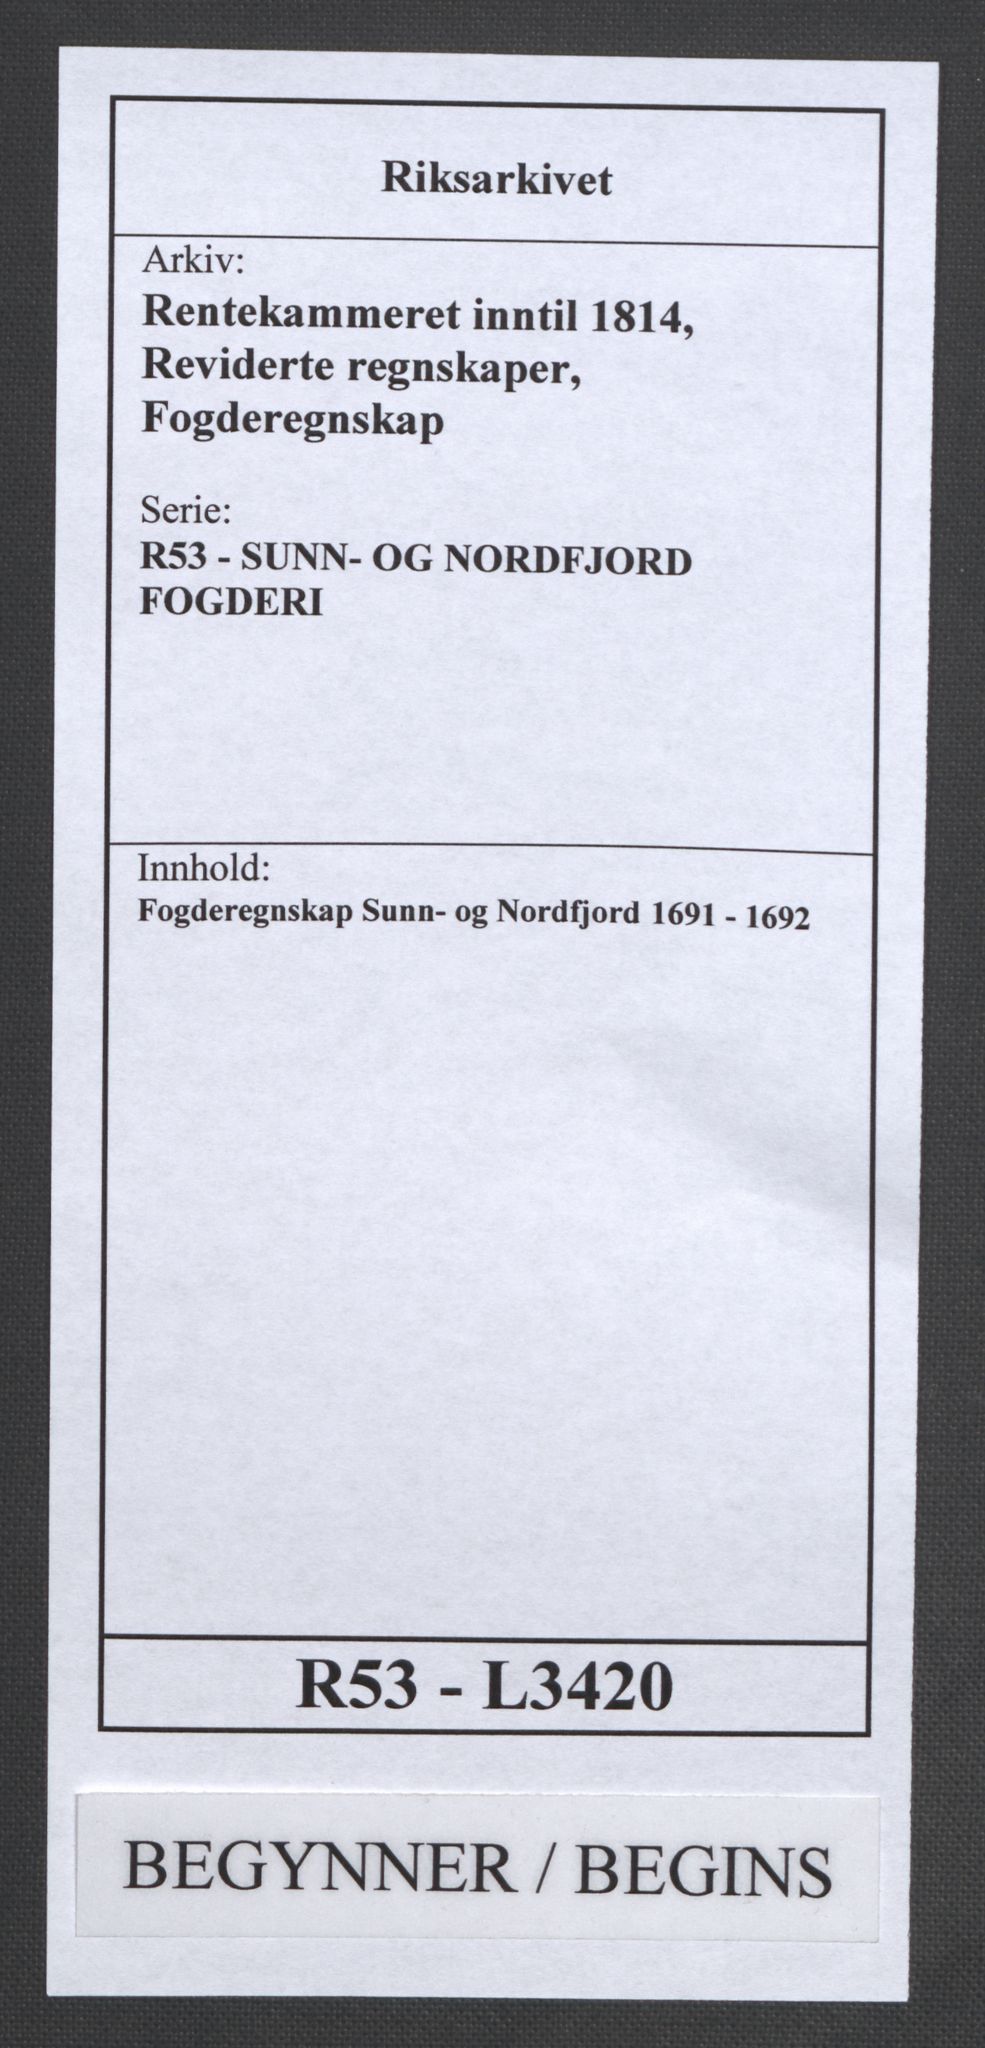 Riksarkivet
Arkiv:
Rentekammeret inntil 1814,
Reviderte regnskaper,
Fogderegnskap
Serie:
R53 - SUNN- OG NORDFJORD
FOGDERI
Innhold:
Fogderegnskap Sunn- og Nordfjord 1691 - 1692
R53 - L3420
BEGYNNER / BEGINS